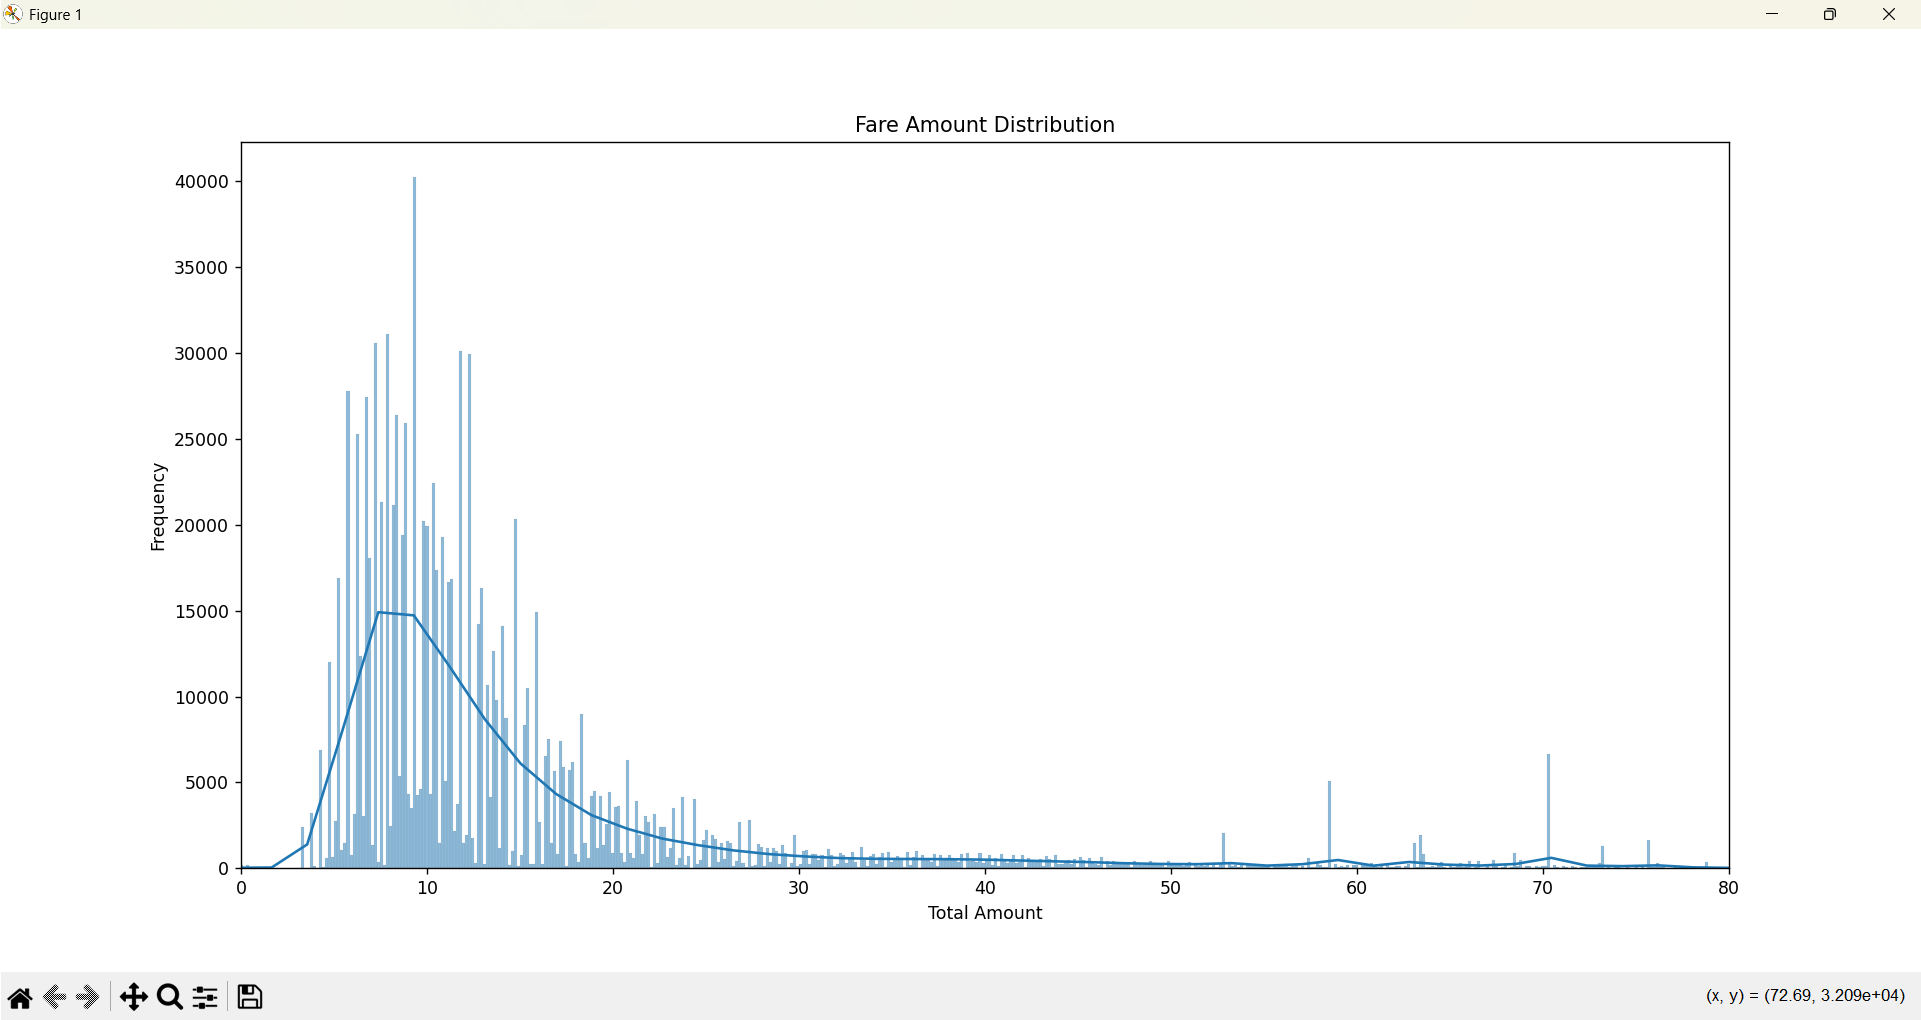 Figure 1
Fare Amount Distribution
40000
35000
30000
25000
20000
15000
10000
5000
0
Frequency
0 10 20 30 40 50 60 70 80
Total Amount
(x, y) = (72.69, 3.209e+04)